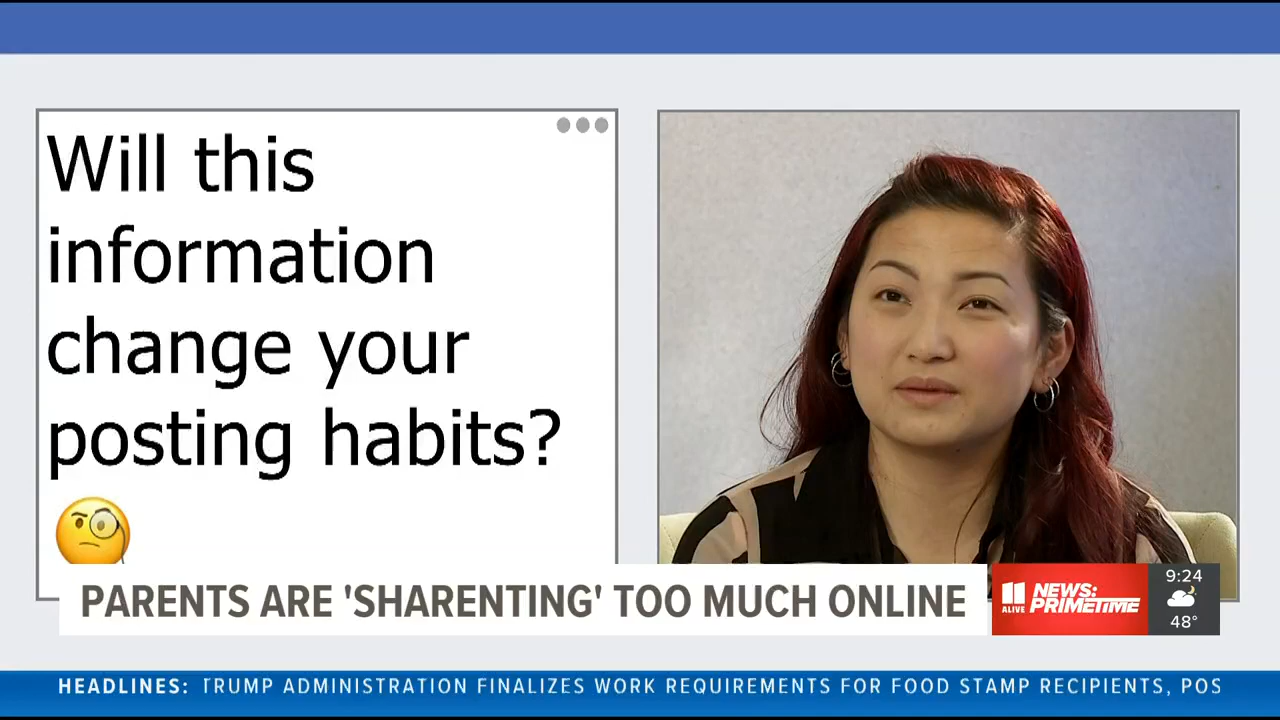 Will this
information
change your
posting habits?
PARENTS ARE 'SHARENTING' TOO MUCH ONLINE
11 ALIVE NEWS: PRIMETIME
9:24
48°
HEADLINES: TRUMP ADMINISTRATION FINALIZES WORK REQUIREMENTS FOR FOOD STAMP RECIPIENTS, POS